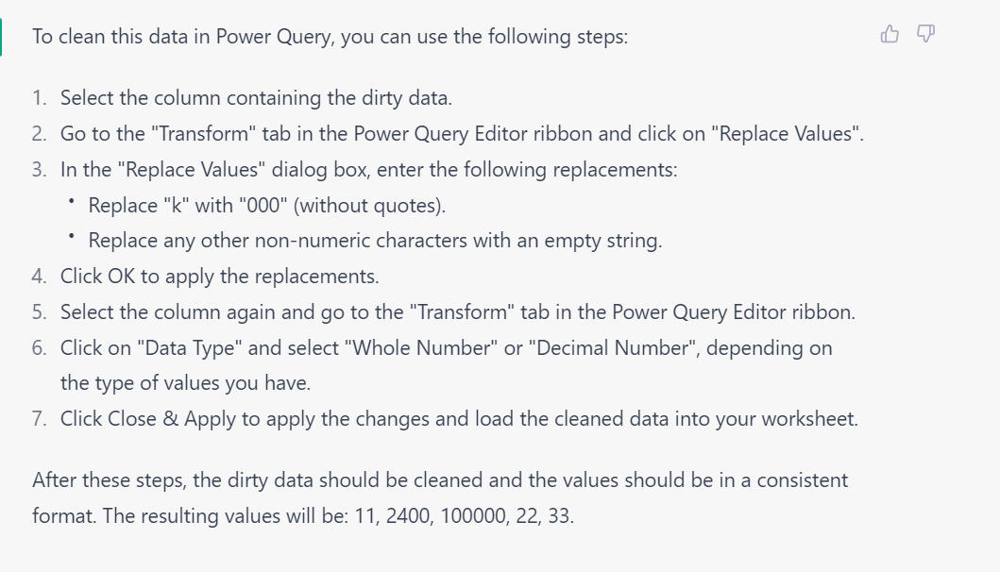 To clean this data in Power Query, you can use the following steps:
1. Select the column containing the dirty data.
2. Go to the "Transform" tab in the Power Query Editor ribbon and click on "Replace Values".
3. In the "Replace Values" dialog box, enter the following replacements:
• Replace "k" with "000" (without quotes).
• Replace any other non-numeric characters with an empty string.
4. Click OK to apply the replacements.
5. Select the column again and go to the "Transform" tab in the Power Query Editor ribbon.
6. Click on "Data Type" and select "Whole Number" or "Decimal Number", depending on
the type of values you have.
7. Click Close & Apply to apply the changes and load the cleaned data into your worksheet.
After these steps, the dirty data should be cleaned and the values should be in a consistent
format. The resulting values will be: 11, 2400, 100000, 22, 33.